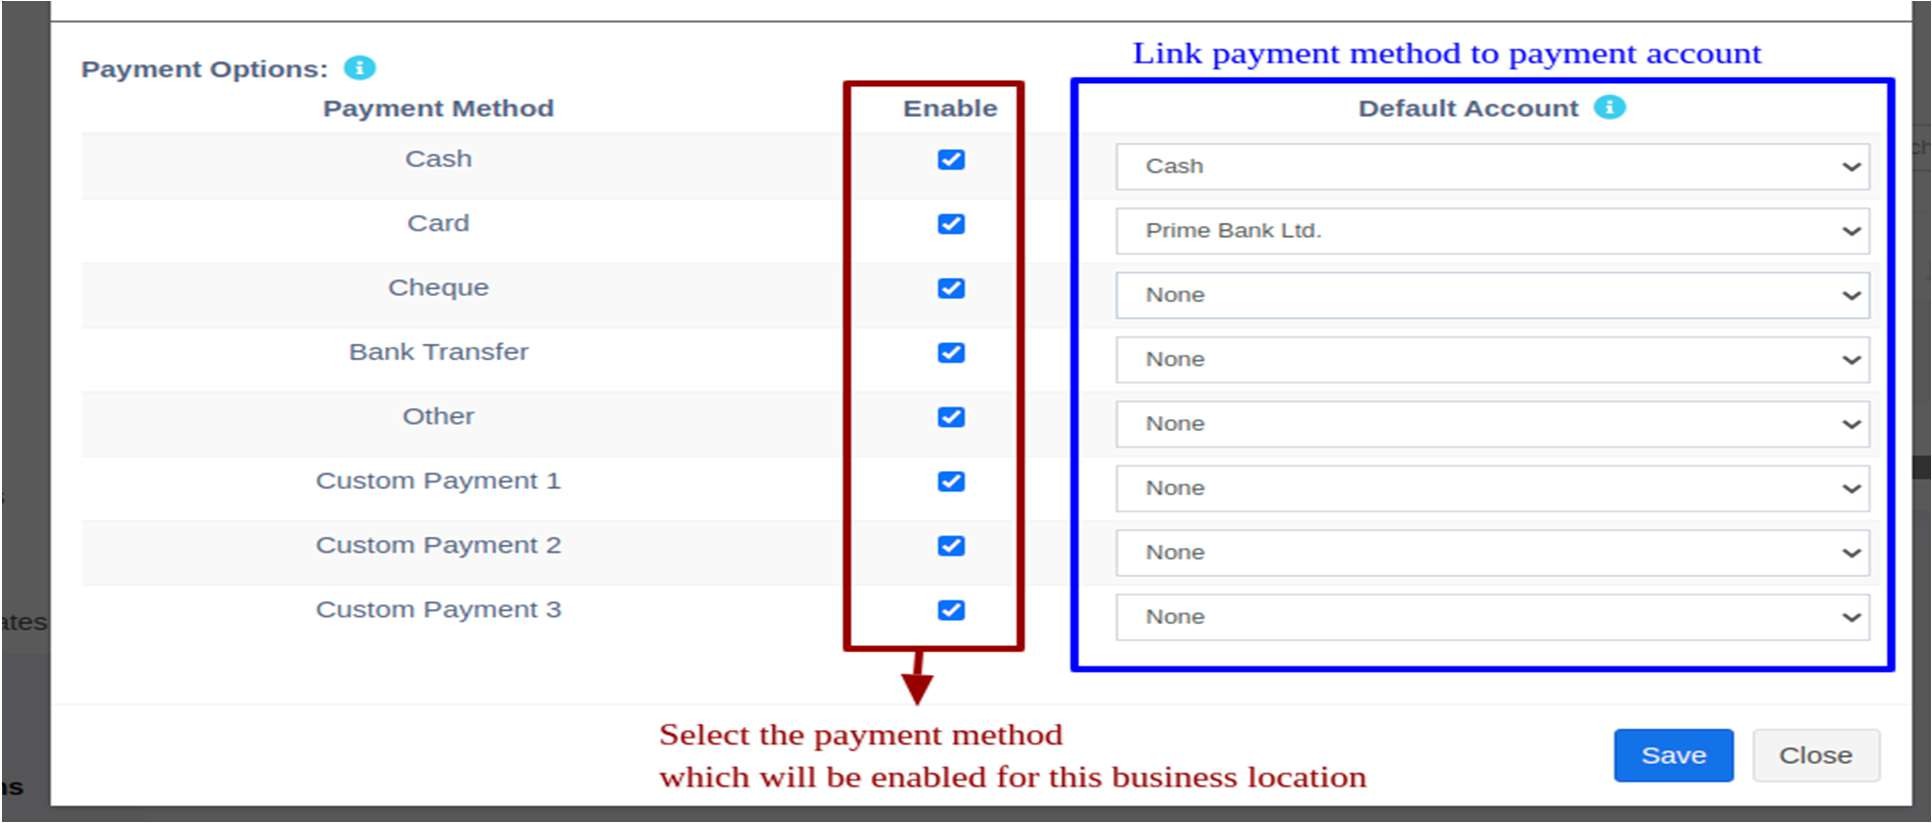 Link payment method to payment account
Payment Options:
Payment Method Enable Default Account
Cash Cash
Card Prime Bank Ltd.
Cheque None
Bank Transfer None
Other None
Custom Payment 1 None
Custom Payment 2 None
Custom Payment 3 None
ates
Select the payment method
which will be enabled for this business location
Save Close
ns